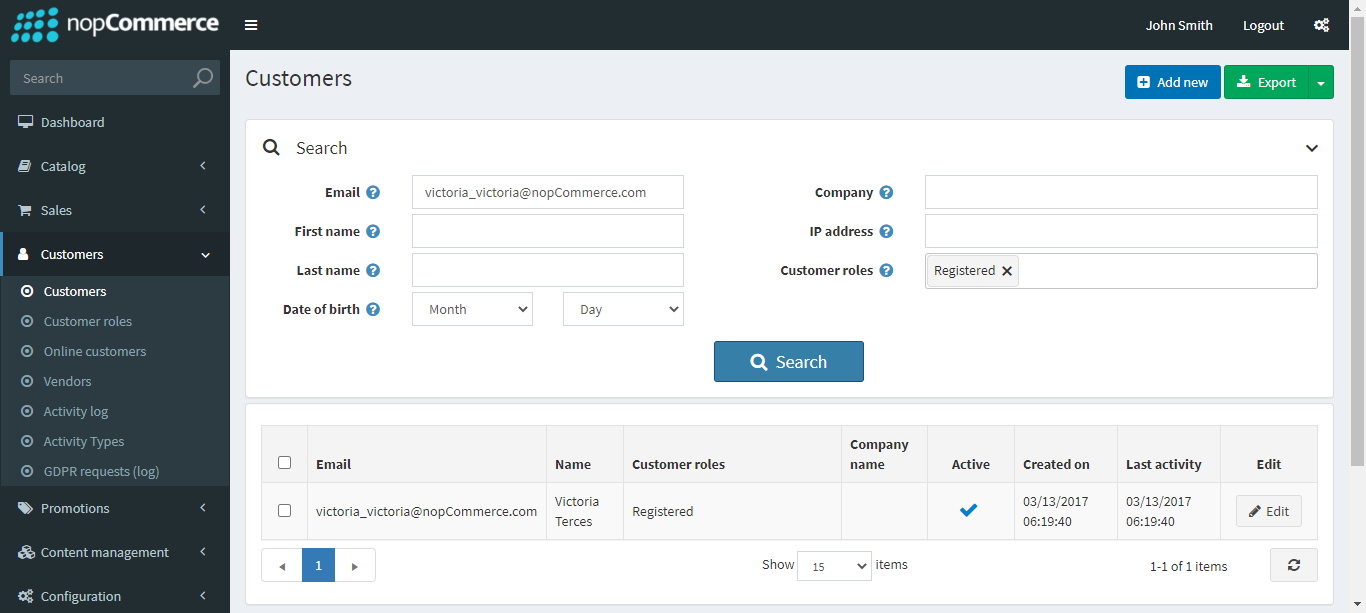 nopCommerce
John Smith Logout
Search
Dashboard
Catalog
Sales
Customers
Customers
Customer roles
Online customers
Vendors
Activity log
Activity Types
GDPR requests (log)
Promotions
Content management
Configuration
Customers
Add new
Export
Search
Email ? victoria_victoria@nopCommerce.com
Company ?
First name ?
IP address ?
Last name ?
Customer roles ? Registered
Date of birth ? Month Day
Search
Email Name Customer roles Company name Active Created on Last activity Edit
victoria_victoria@nopCommerce.com Victoria Terces Registered 03/13/2017 06:19:40 03/13/2017 06:19:40 Edit
1
Show 15 items
1-1 of 1 items